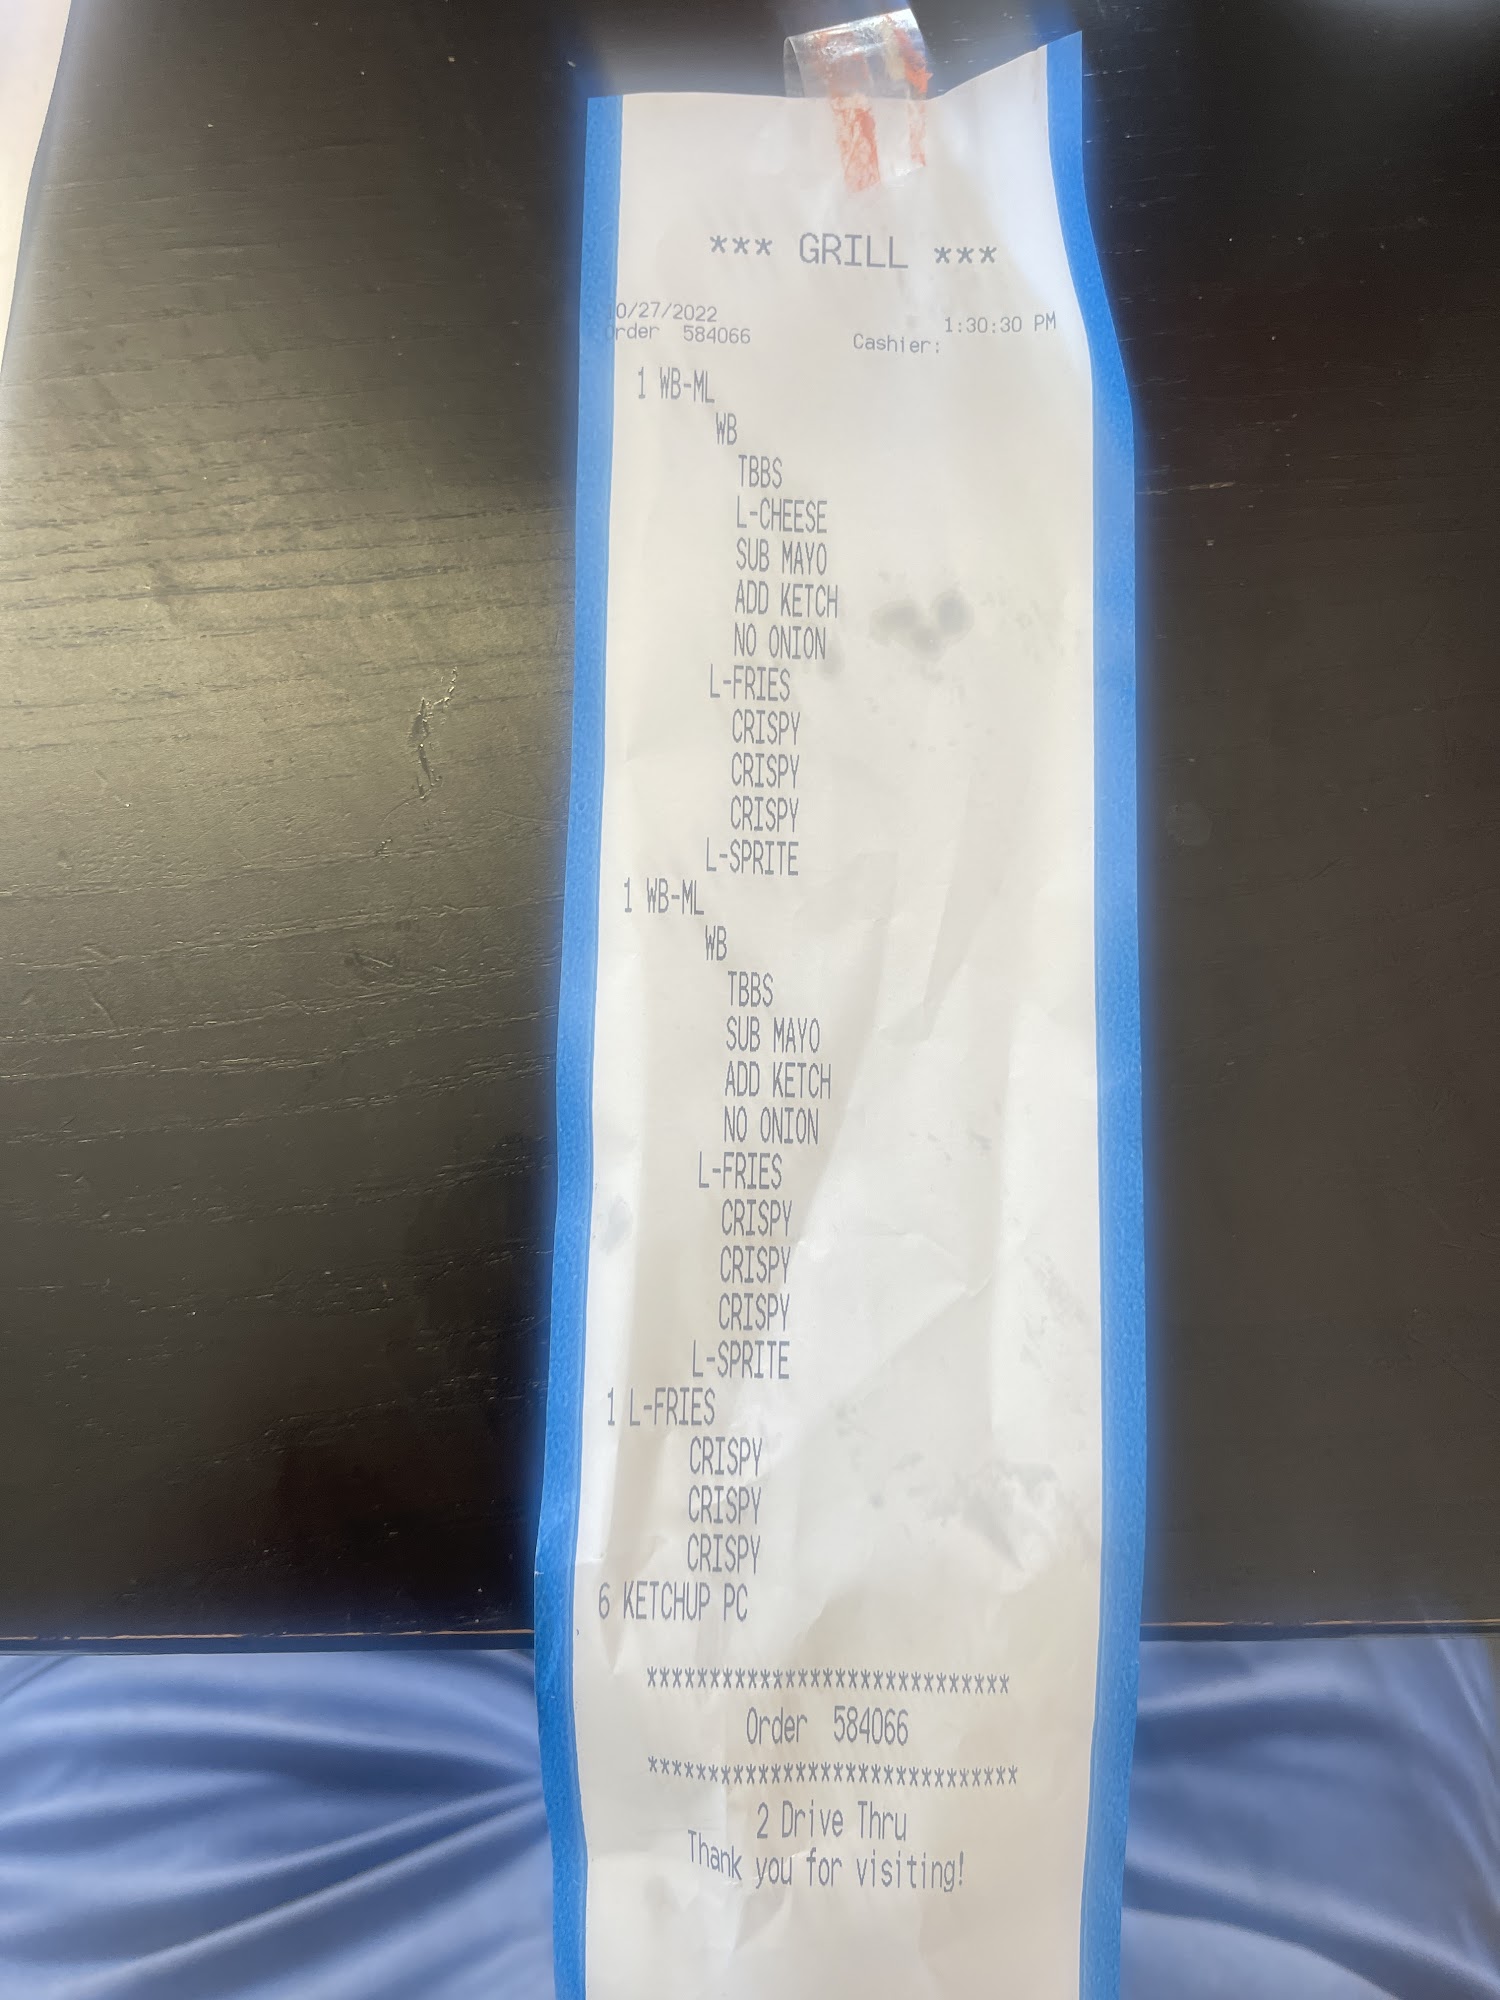 *** GRILL ***
10/27/2022 1:30:30 PM
Order 584066 Cashier:
1 WB-ML
WB
TBBS
L-CHEESE
SUB MAYO
ADD KETCH
NO ONION
L-FRIES
CRISPY
CRISPY
CRISPY
L-SPRITE
1 WB-ML
WB
TBBS
SUB MAYO
ADD KETCH
NO ONION
L-FRIES
CRISPY
CRISPY
CRISPY
L-SPRITE
1 L-FRIES
CRISPY
CRISPY
CRISPY
6 KETCHUP PC
******************************
Order 584066
******************************
2 Drive Thru
Thank you for visiting!